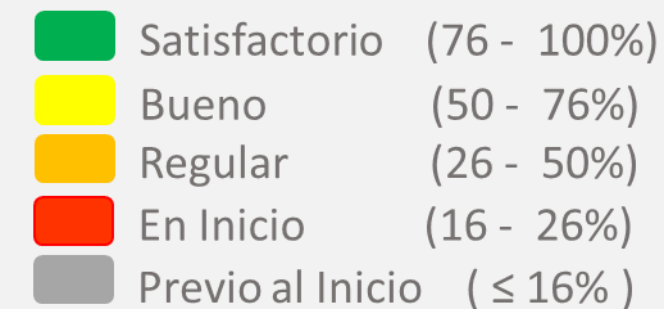 Satisfactorio (76 - 100%)
Bueno (50 - 76%)
Regular (26 - 50%)
En Inicio (16 - 26%)
Previo al Inicio ( ≤ 16% )